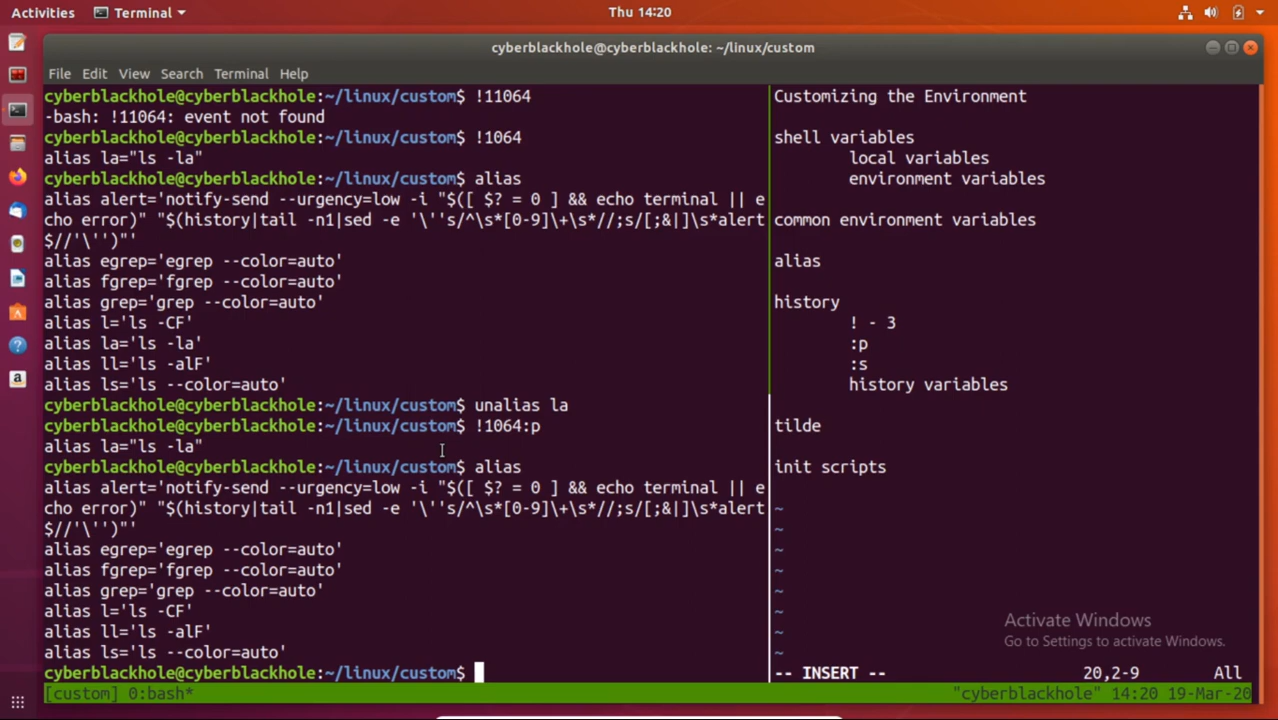 Activities
Terminal
Thu 14:20
cyberblackhole@cyberblackhole: ~/linux/custom
File Edit View Search Terminal Help
cyberblackhole@cyberblackhole:~/linux/custom$ !11064
-bash: !11064: event not found
cyberblackhole@cyberblackhole:~/linux/custom$ !1064
alias la="ls -la"
cyberblackhole@cyberblackhole:~/linux/custom$ alias
alias alert='notify-send --urgency=low -i "$([ $? = 0 ] && echo terminal || e
cho error)" "$(history|tail -n1|sed -e '\''s/^\s*[0-9]\+\s*//;s/[;&|]\s*alert
$//'\'')"'
alias egrep='egrep --color=auto'
alias fgrep='fgrep --color=auto'
alias grep='grep --color=auto'
alias l='ls -CF'
alias la='ls -la'
alias ll='ls -alF'
alias ls='ls --color=auto'
cyberblackhole@cyberblackhole:~/linux/custom$ unalias la
cyberblackhole@cyberblackhole:~/linux/custom$ !1064:p
alias la="ls -la"
cyberblackhole@cyberblackhole:~/linux/custom$ alias
alias alert='notify-send --urgency=low -i "$([ $? = 0 ] && echo terminal || e
cho error)" "$(history|tail -n1|sed -e '\''s/^\s*[0-9]\+\s*//;s/[;&|]\s*alert
$//'\'')"'
alias egrep='egrep --color=auto'
alias fgrep='fgrep --color=auto'
alias grep='grep --color=auto'
alias l='ls -CF'
alias ll='ls -alF'
alias ls='ls --color=auto'
cyberblackhole@cyberblackhole:~/linux/custom$
Customizing the Environment
shell variables
local variables
environment variables
common environment variables
alias
history
! - 3
:p
:s
history variables
tilde
init scripts
~
~
~
~
~
~
~
~
Activate Windows
Go to Settings to activate Windows.
-- INSERT -- 20,2-9 All
[custom] 0:bash*
"cyberblackhole" 14:20 19-Mar-20